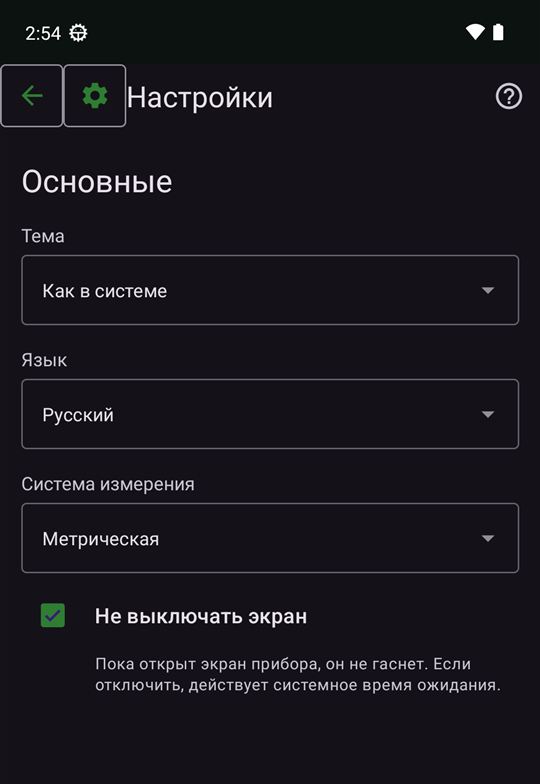 2:54
Настройки
Основные
Тема
Как в системе
Язык
Русский
Система измерения
Метрическая
Не выключать экран
Пока открыт экран прибора, он не гаснет. Если
отключить, действует системное время ожидания.